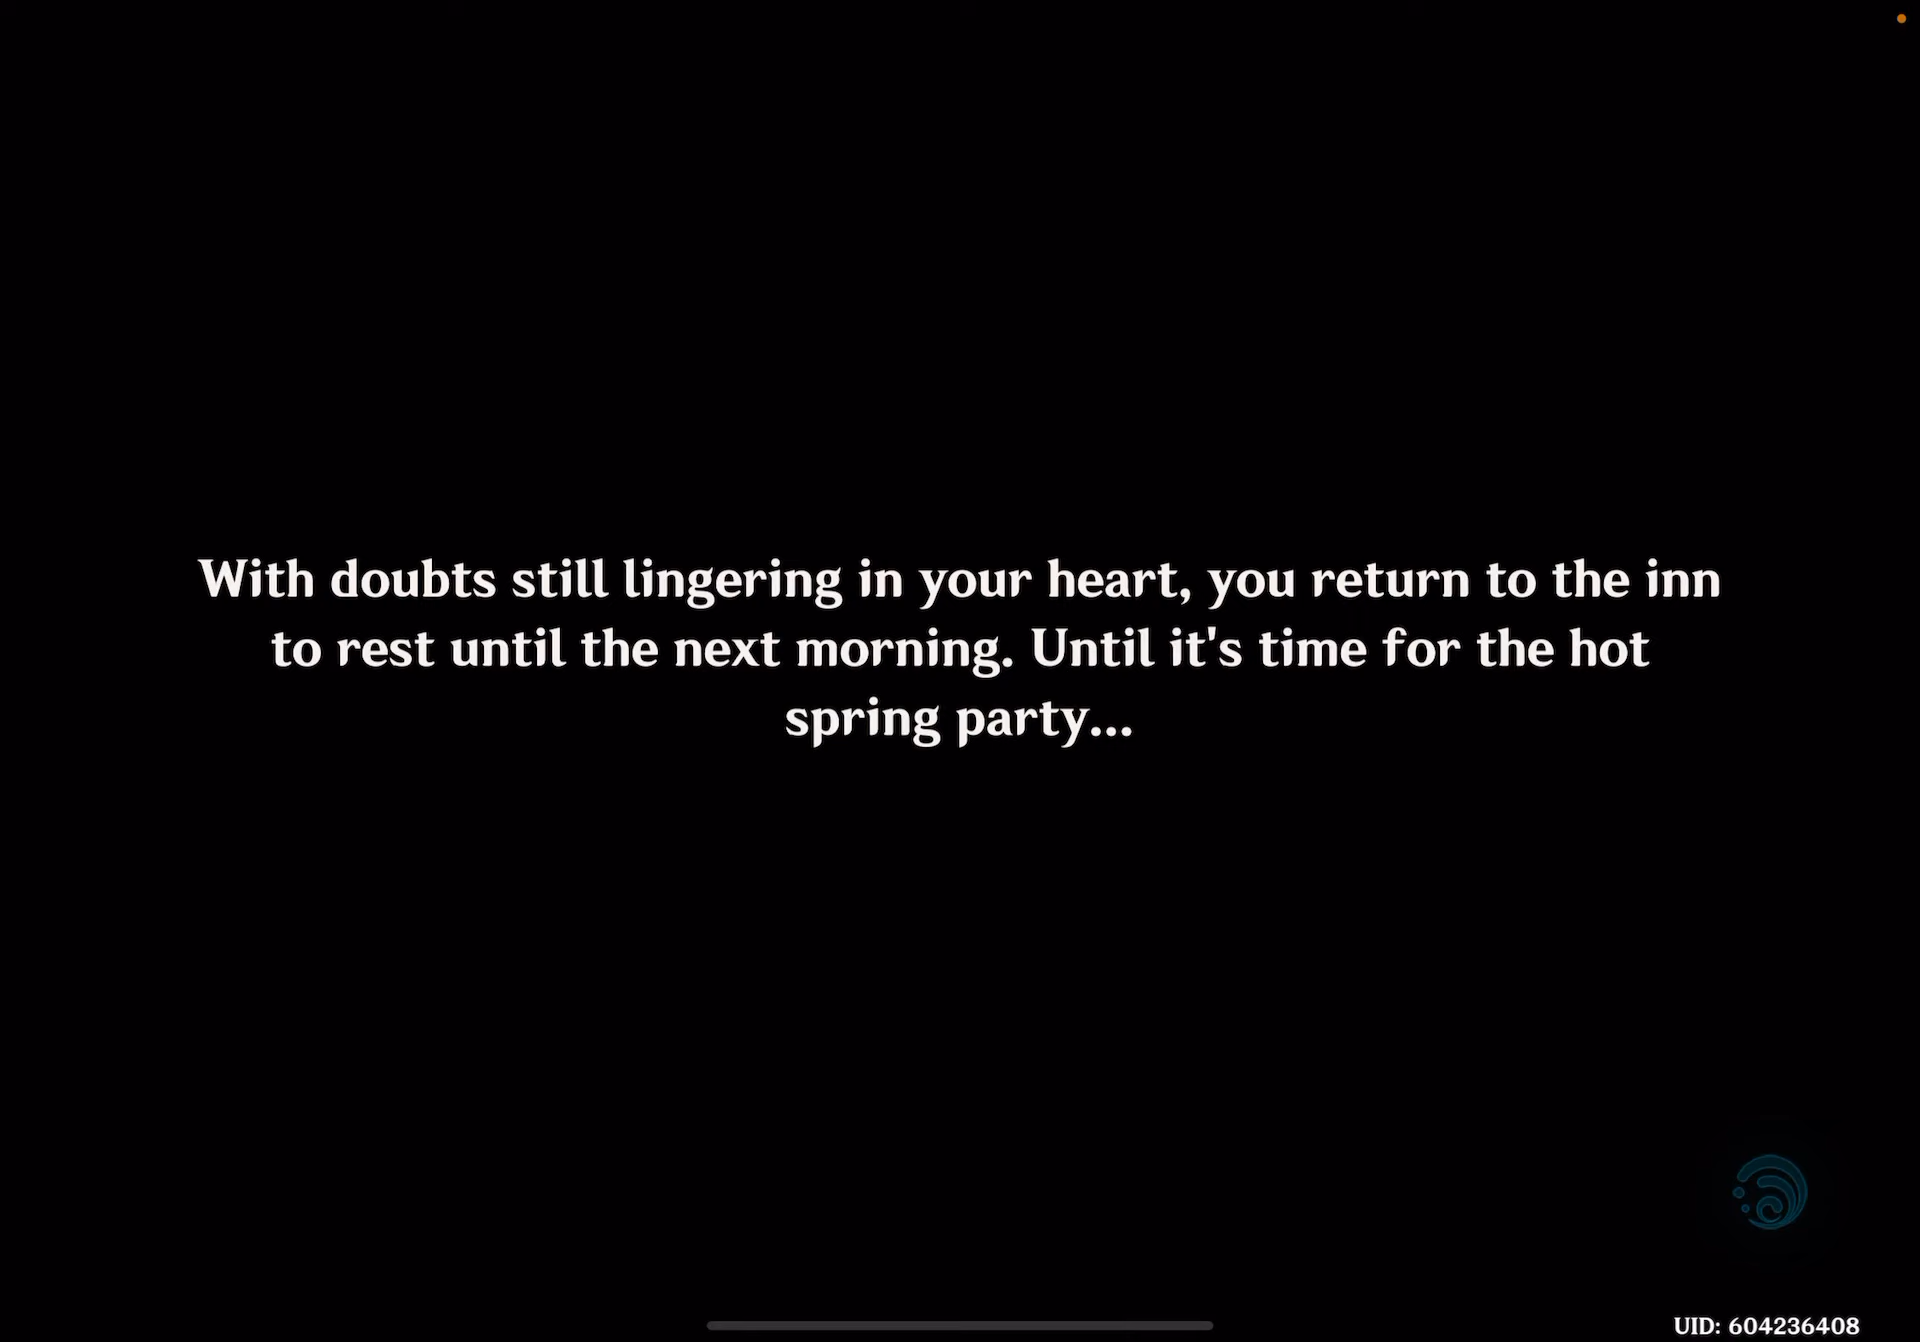 With doubts still lingering in your heart, you return to the inn
to rest until the next morning. Until it's time for the hot
spring party...
UID: 604236408